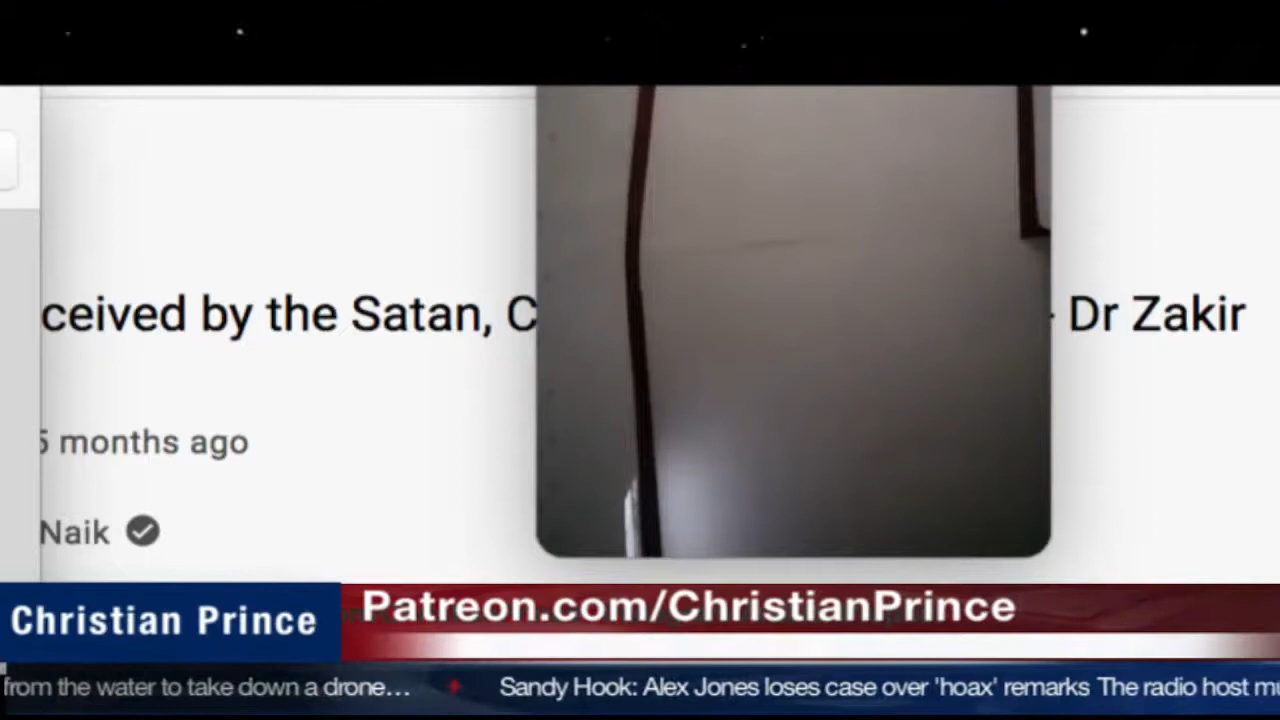 ceived by the Satan, C - Dr Zakir
5 months ago
Naik
Christian Prince
Patreon.com/ChristianPrince
from the water to take down a drone... Sandy Hook: Alex Jones loses case over 'hoax' remarks The radio host mu